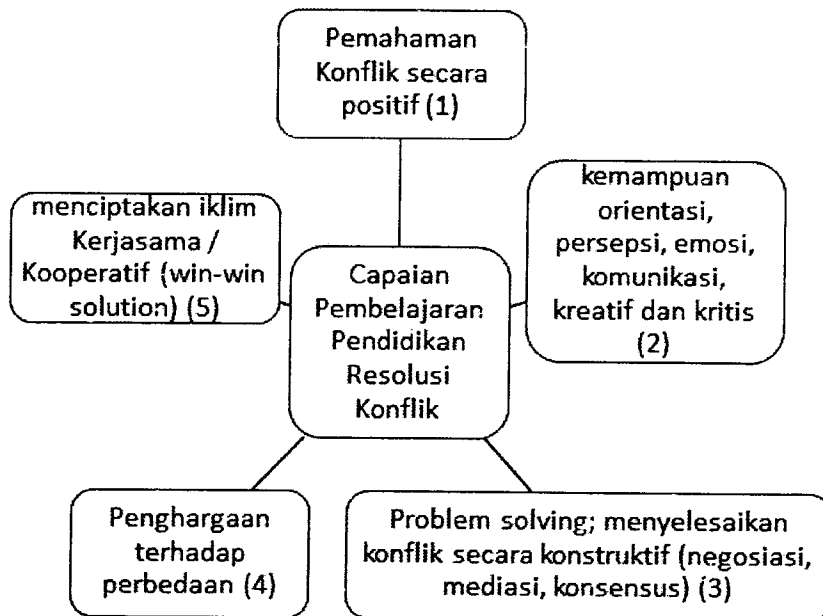 Pemahaman
Konflik secara
positif (1)
kemampuan
orientasi,
persepsi, emosi,
komunikasi,
kreatif dan kritis
(2)
menciptakan iklim
Kerjasama /
Kooperatif (win-win
solution) (5)
Capaian
Pembelajaran
Pendidikan
Resolusi
Konflik
Penghargaan
terhadap
perbedaan (4)
Problem solving; menyelesaikan
konflik secara konstruktif (negosiasi,
mediasi, konsensus) (3)